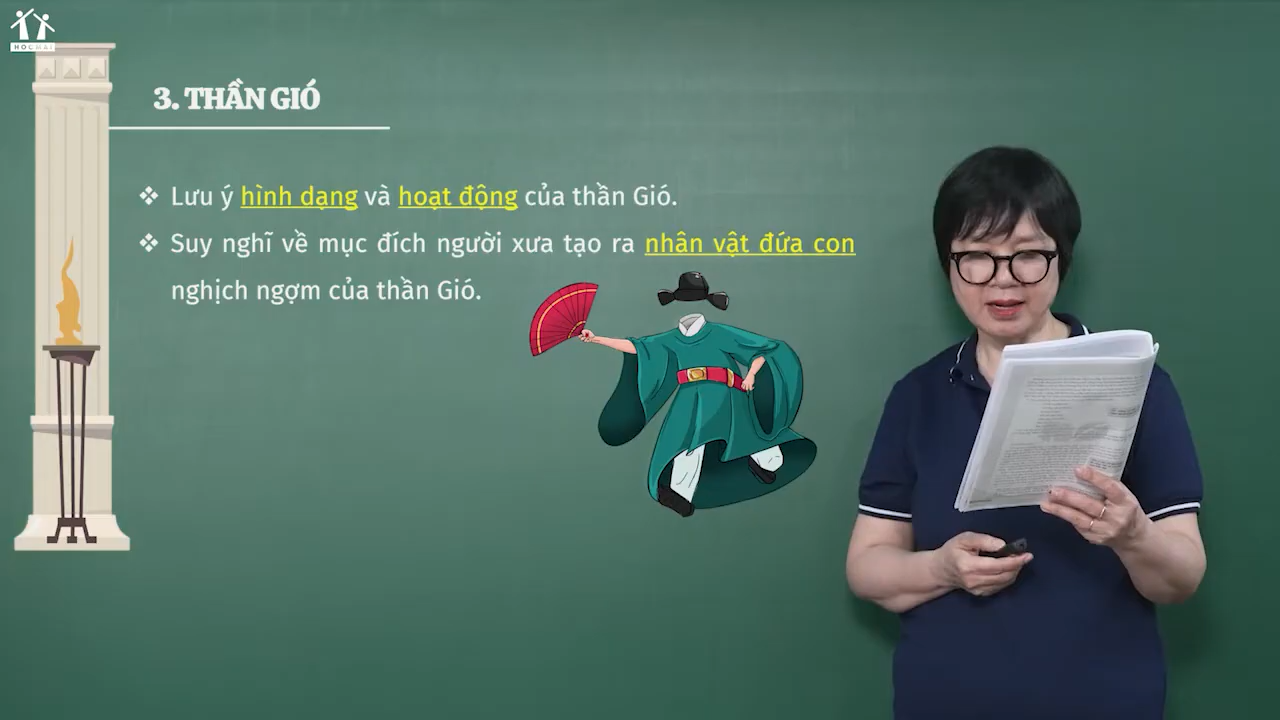 HOCMAI
3. THẦN GIÓ
❖ Lưu ý hình dạng và hoạt động của thần Gió.
❖ Suy nghĩ về mục đích người xưa tạo ra nhân vật đứa con
nghịch ngợm của thần Gió.